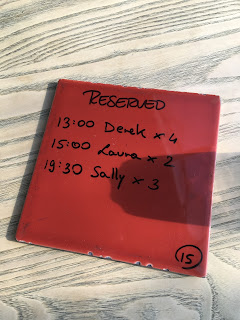 RESERVED
13:00 Derek x 4
15:00 Laura x 2
19:30 Sally x 3
15